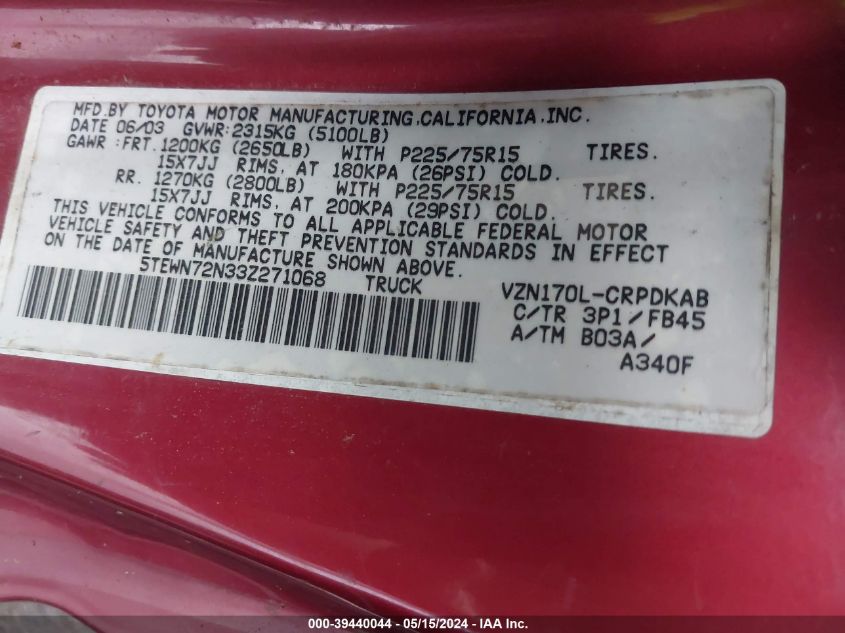 MFD.BY TOYOTA MOTOR MANUFACTURING.CALIFORNIA.INC.
DATE 06/03 GVWR:2315KG (5100LB)
GAWR:FRT.1200KG (2650LB) WITH P225/75R15 TIRES.
15X7JJ RIMS, AT 180KPA (26PSI) COLD.
RR. 1270KG (2800LB) WITH P225/75R15 TIRES.
15X7JJ RIMS, AT 200KPA (29PSI) COLD.
THIS VEHICLE CONFORMS TO ALL APPLICABLE FEDERAL MOTOR
VEHICLE SAFETY AND THEFT PREVENTION STANDARDS IN EFFECT
ON THE DATE OF MANUFACTURE SHOWN ABOVE.
5TEWN72N33Z271068 TRUCK VZN170L-CRPDKAB
C/TR 3P1/FB45
A/TM B03A/
A340F
000-39440044 - 05/15/2024 - IAAI.COM